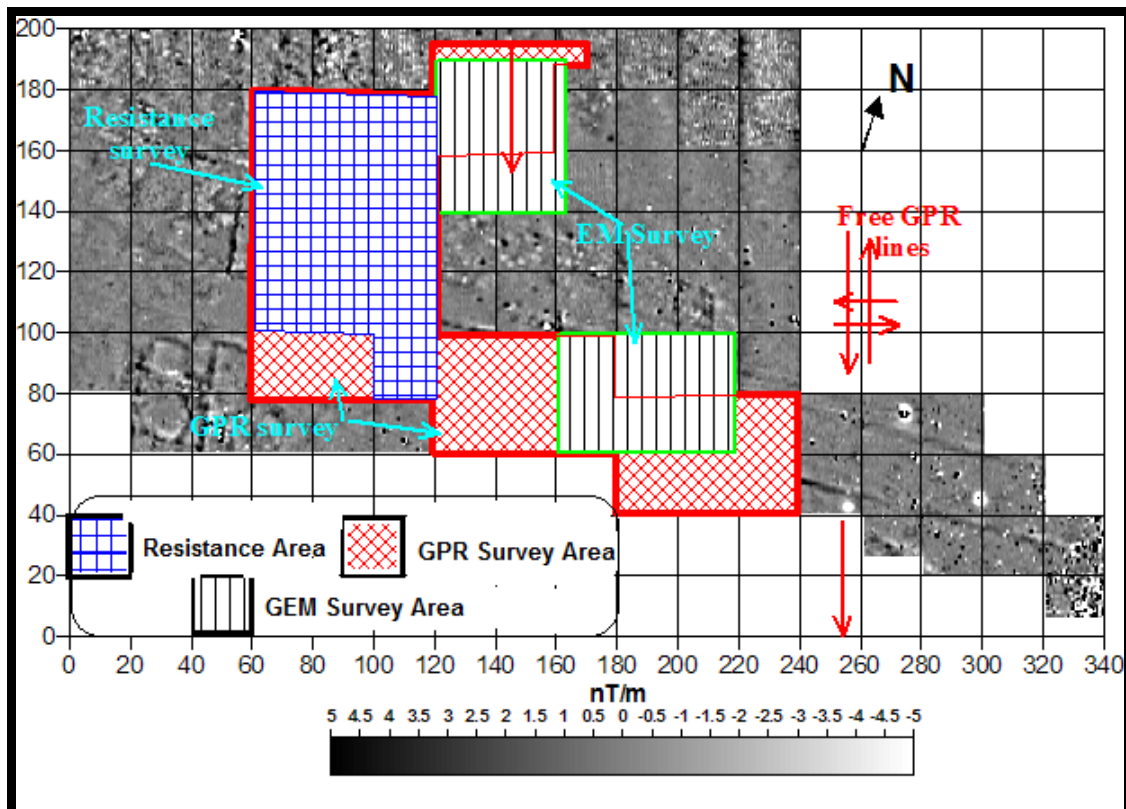 200
180
160
140
120
100
80
60
40
20
0
N
Resistance
survey
EM Survey
Free GPR
lines
GPR survey
Resistance Area
GPR Survey Area
GEM Survey Area
0 20 40 60 80 100 120 140 160 180 200 220 240 260 280 300 320 340
nT/m
5 4.5 4 3.5 3 2.5 2 1.5 1 0.5 0 -0.5 -1 -1.5 -2 -2.5 -3 -3.5 -4 -4.5 -5